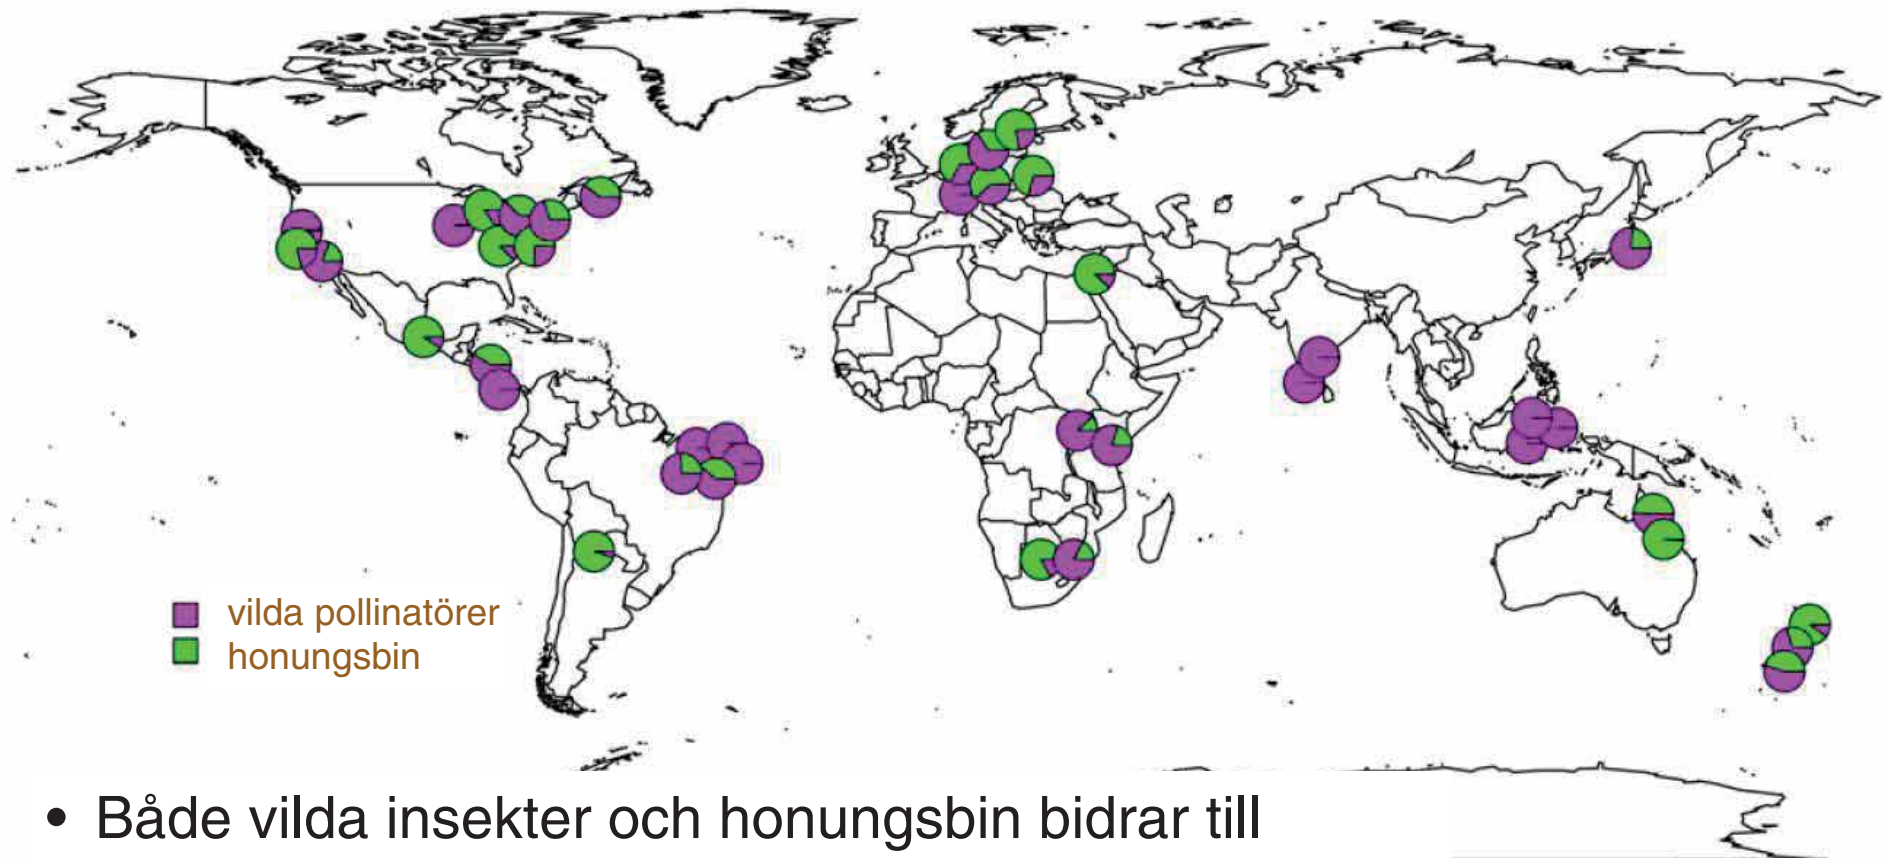 vilda pollinatörer
honungsbin
• Både vilda insekter och honungsbin bidrar till